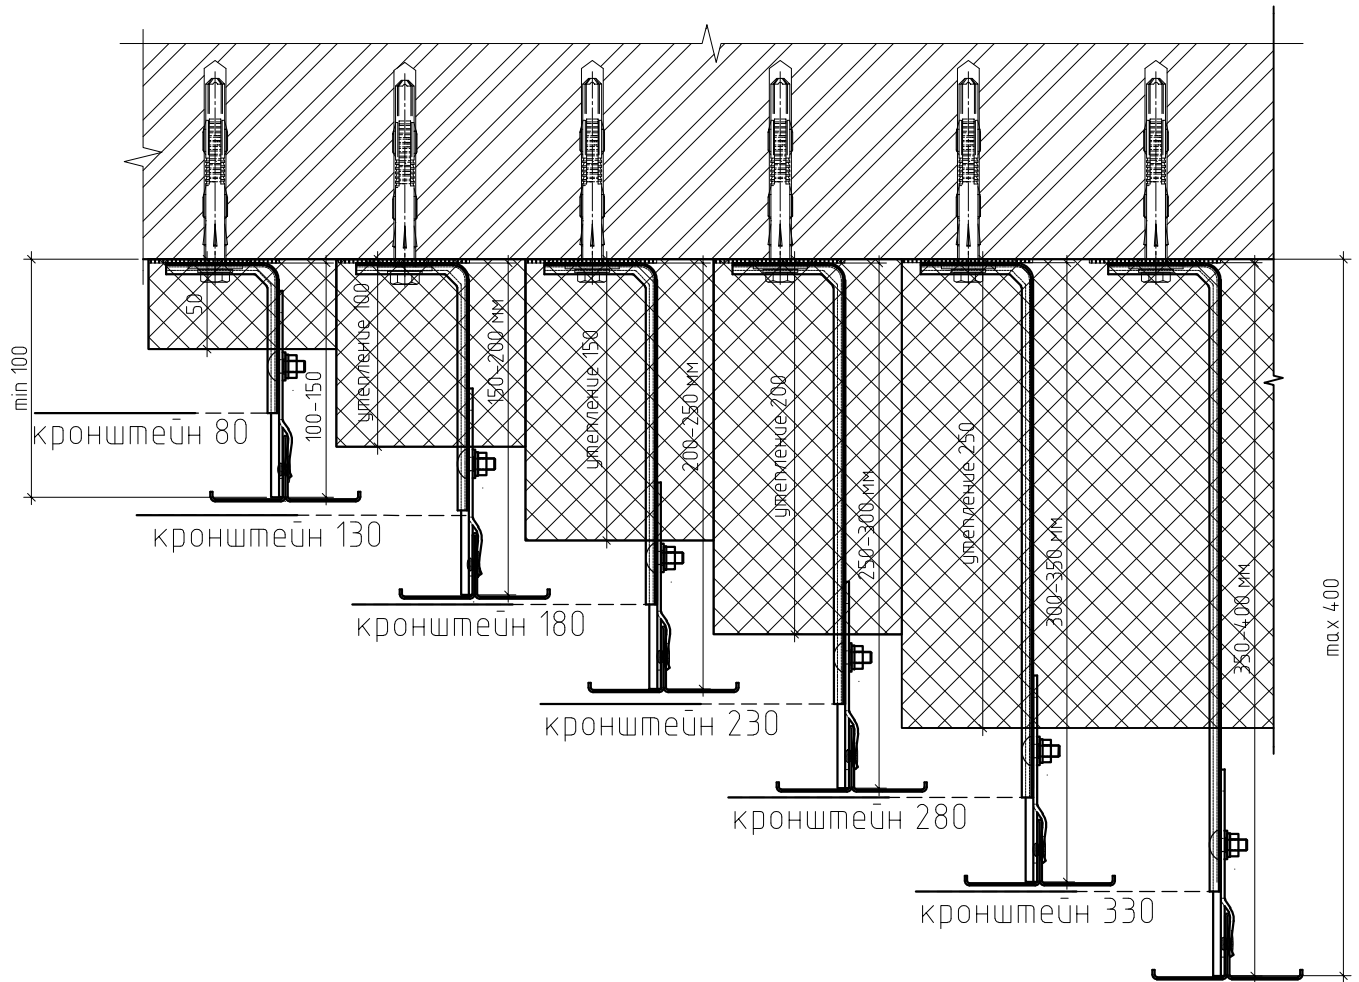 min 100
50
100-150
утепление 100
150-200 мм
утепление 150
200-250 мм
утепление 200
250-300 мм
утепление 250
300-350 мм
350-400 мм
max 400
кронштейн 80
кронштейн 130
кронштейн 180
кронштейн 230
кронштейн 280
кронштейн 330